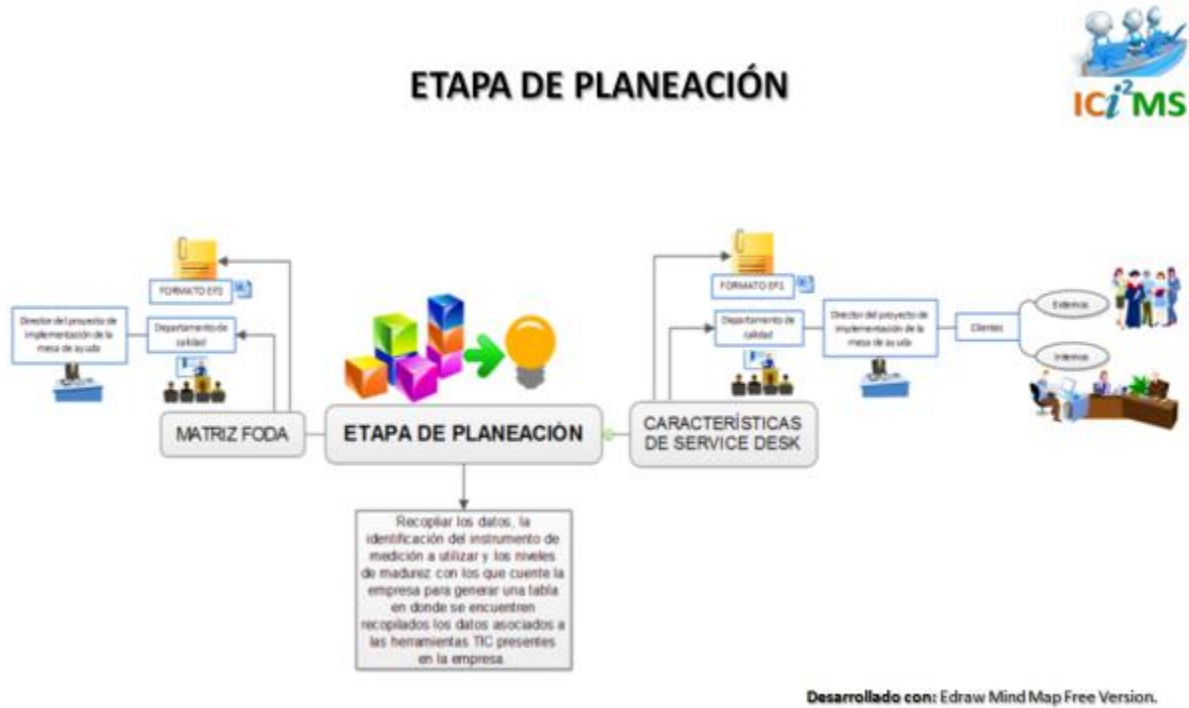 ETAPA DE PLANEACIÓN
ICi²MS
FORMATO EF2
Director del proyecto de
implementación de la
mesa de ayuda
Departamento de
calidad
MATRIZ FODA
ETAPA DE PLANEACIÓN
FORMATO EF1
Departamento de
calidad
Director del proyecto de
implementación de la
mesa de ayuda
Clientes
Externos
Internos
CARACTERÍSTICAS
DE SERVICE DESK
Recopilar los datos, la
identificación del instrumento de
medición a utilizar y los niveles
de madurez con los que cuente la
empresa para generar una tabla
en donde se encuentren
recopilados los datos asociados a
las herramientas TIC presentes
en la empresa.
Desarrollado con: Edraw Mind Map Free Version.